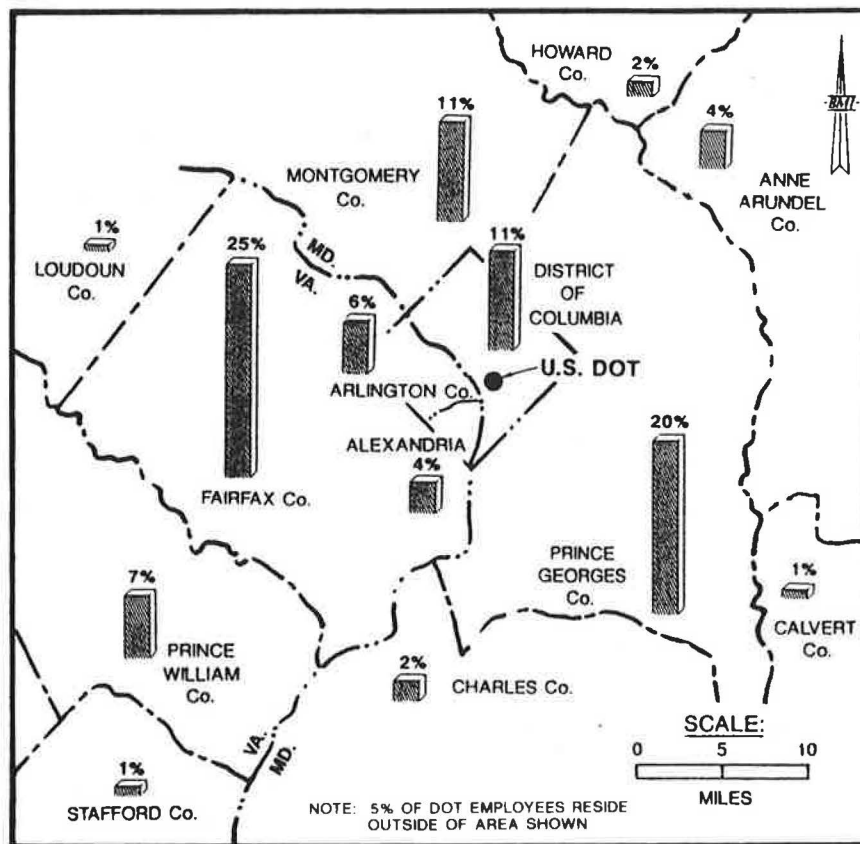 HOWARD
Co.
2%
11%
4%
BMI
MONTGOMERY
Co.
ANNE
ARUNDEL
Co.
1%
LOUDOUN
Co.
25%
MD.
VA.
11%
DISTRICT
OF
COLUMBIA
6%
ARLINGTON Co.
U.S. DOT
ALEXANDRIA
4%
FAIRFAX Co.
20%
PRINCE
GEORGES
Co.
7%
PRINCE
WILLIAM
Co.
1%
CALVERT
Co.
2%
CHARLES Co.
VA.
MD.
1%
STAFFORD Co.
SCALE:
0 5 10
MILES
NOTE: 5% OF DOT EMPLOYEES RESIDE
OUTSIDE OF AREA SHOWN